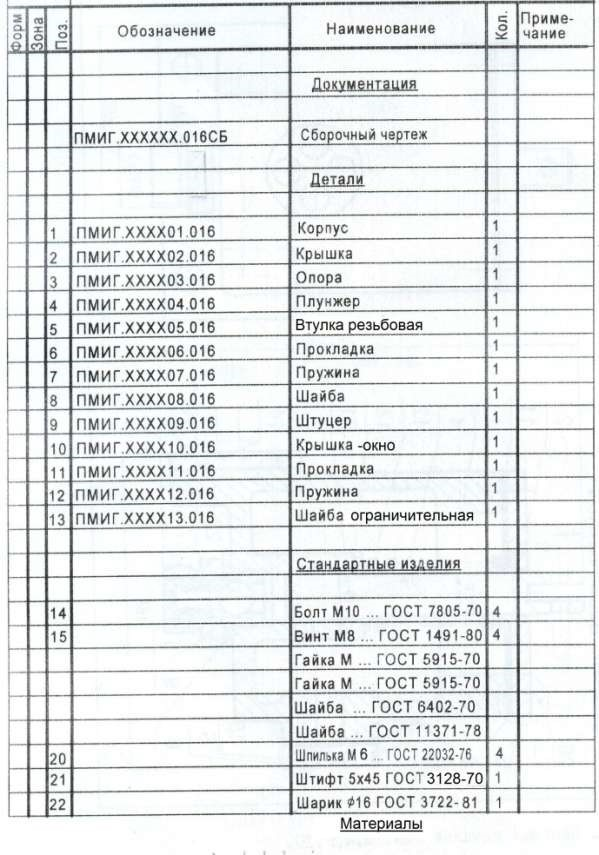 Форм Зона Поз. Обозначение Наименование Кол. Приме-
чание
Документация
ПМИГ.XXXXXX.016СБ Сборочный чертеж
Детали
1 ПМИГ.XXXX01.016 Корпус 1
2 ПМИГ.XXXX02.016 Крышка 1
3 ПМИГ.XXXX03.016 Опора 1
4 ПМИГ.XXXX04.016 Плунжер 1
5 ПМИГ.XXXX05.016 Втулка резьбовая 1
6 ПМИГ.XXXX06.016 Прокладка 1
7 ПМИГ.XXXX07.016 Пружина 1
8 ПМИГ.XXXX08.016 Шайба 1
9 ПМИГ.XXXX09.016 Штуцер 1
10 ПМИГ.XXXX10.016 Крышка -окно 1
11 ПМИГ.XXXX11.016 Прокладка 1
12 ПМИГ.XXXX12.016 Пружина 1
13 ПМИГ.XXXX13.016 Шайба ограничительная 1
Стандартные изделия
14 Болт М10 ... ГОСТ 7805-70 4
15 Винт М8 ... ГОСТ 1491-80 4
Гайка М ... ГОСТ 5915-70
Гайка М ... ГОСТ 5915-70
Шайба ... ГОСТ 6402-70
Шайба ... ГОСТ 11371-78
20 Шпилька М 6 ... ГОСТ 22032-76 4
21 Штифт 5х45 ГОСТ 3128-70 1
22 Шарик ⌀16 ГОСТ 3722- 81 1
Материалы